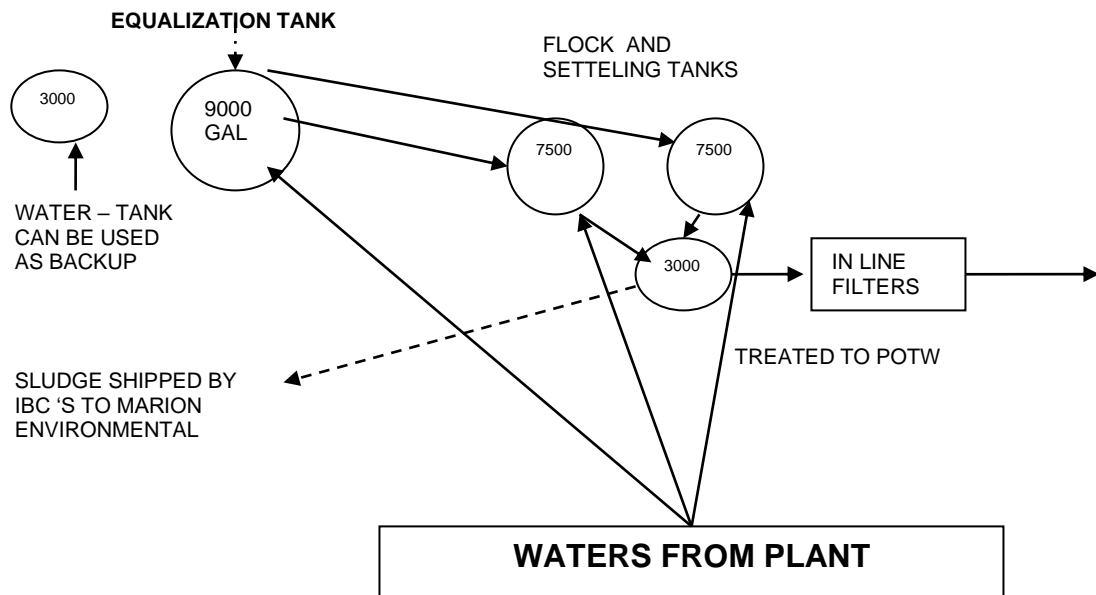 EQUALIZATION TANK
FLOCK AND
SETTELING TANKS
3000
9000
GAL
7500
7500
WATER – TANK
CAN BE USED
AS BACKUP
3000
IN LINE
FILTERS
TREATED TO POTW
SLUDGE SHIPPED BY
IBC ‘S TO MARION
ENVIRONMENTAL
WATERS FROM PLANT